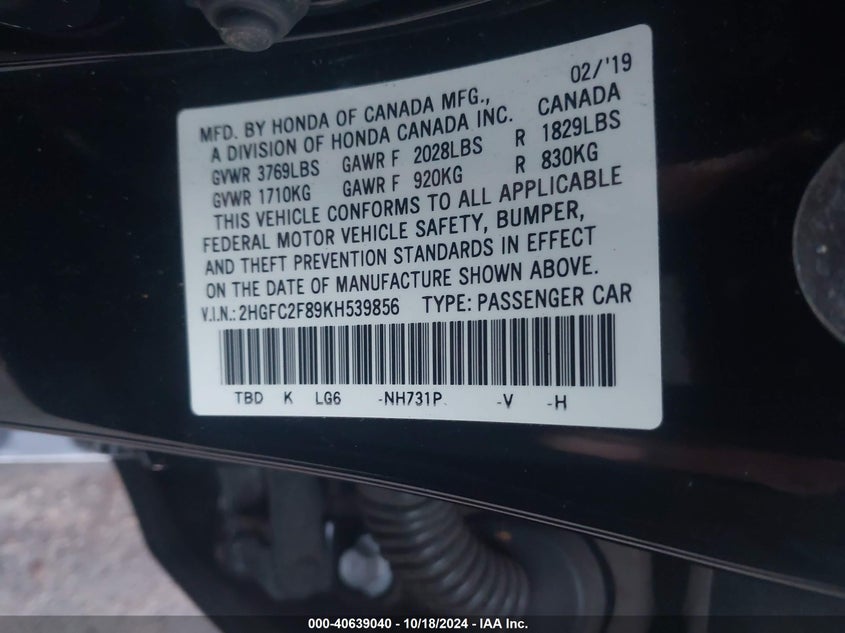 02/'19
MFD. BY HONDA OF CANADA MFG.,
A DIVISION OF HONDA CANADA INC. CANADA
GVWR 3769LBS GAWR F 2028LBS R 1829LBS
GVWR 1710KG GAWR F 920KG R 830KG
THIS VEHICLE CONFORMS TO ALL APPLICABLE
FEDERAL MOTOR VEHICLE SAFETY, BUMPER,
AND THEFT PREVENTION STANDARDS IN EFFECT
ON THE DATE OF MANUFACTURE SHOWN ABOVE.
V.I.N.: 2HGFC2F89KH539856 TYPE: PASSENGER CAR
TBD K LG6 -NH731P -V -H
000-40639040 - 10/18/2024 - IAA Inc.